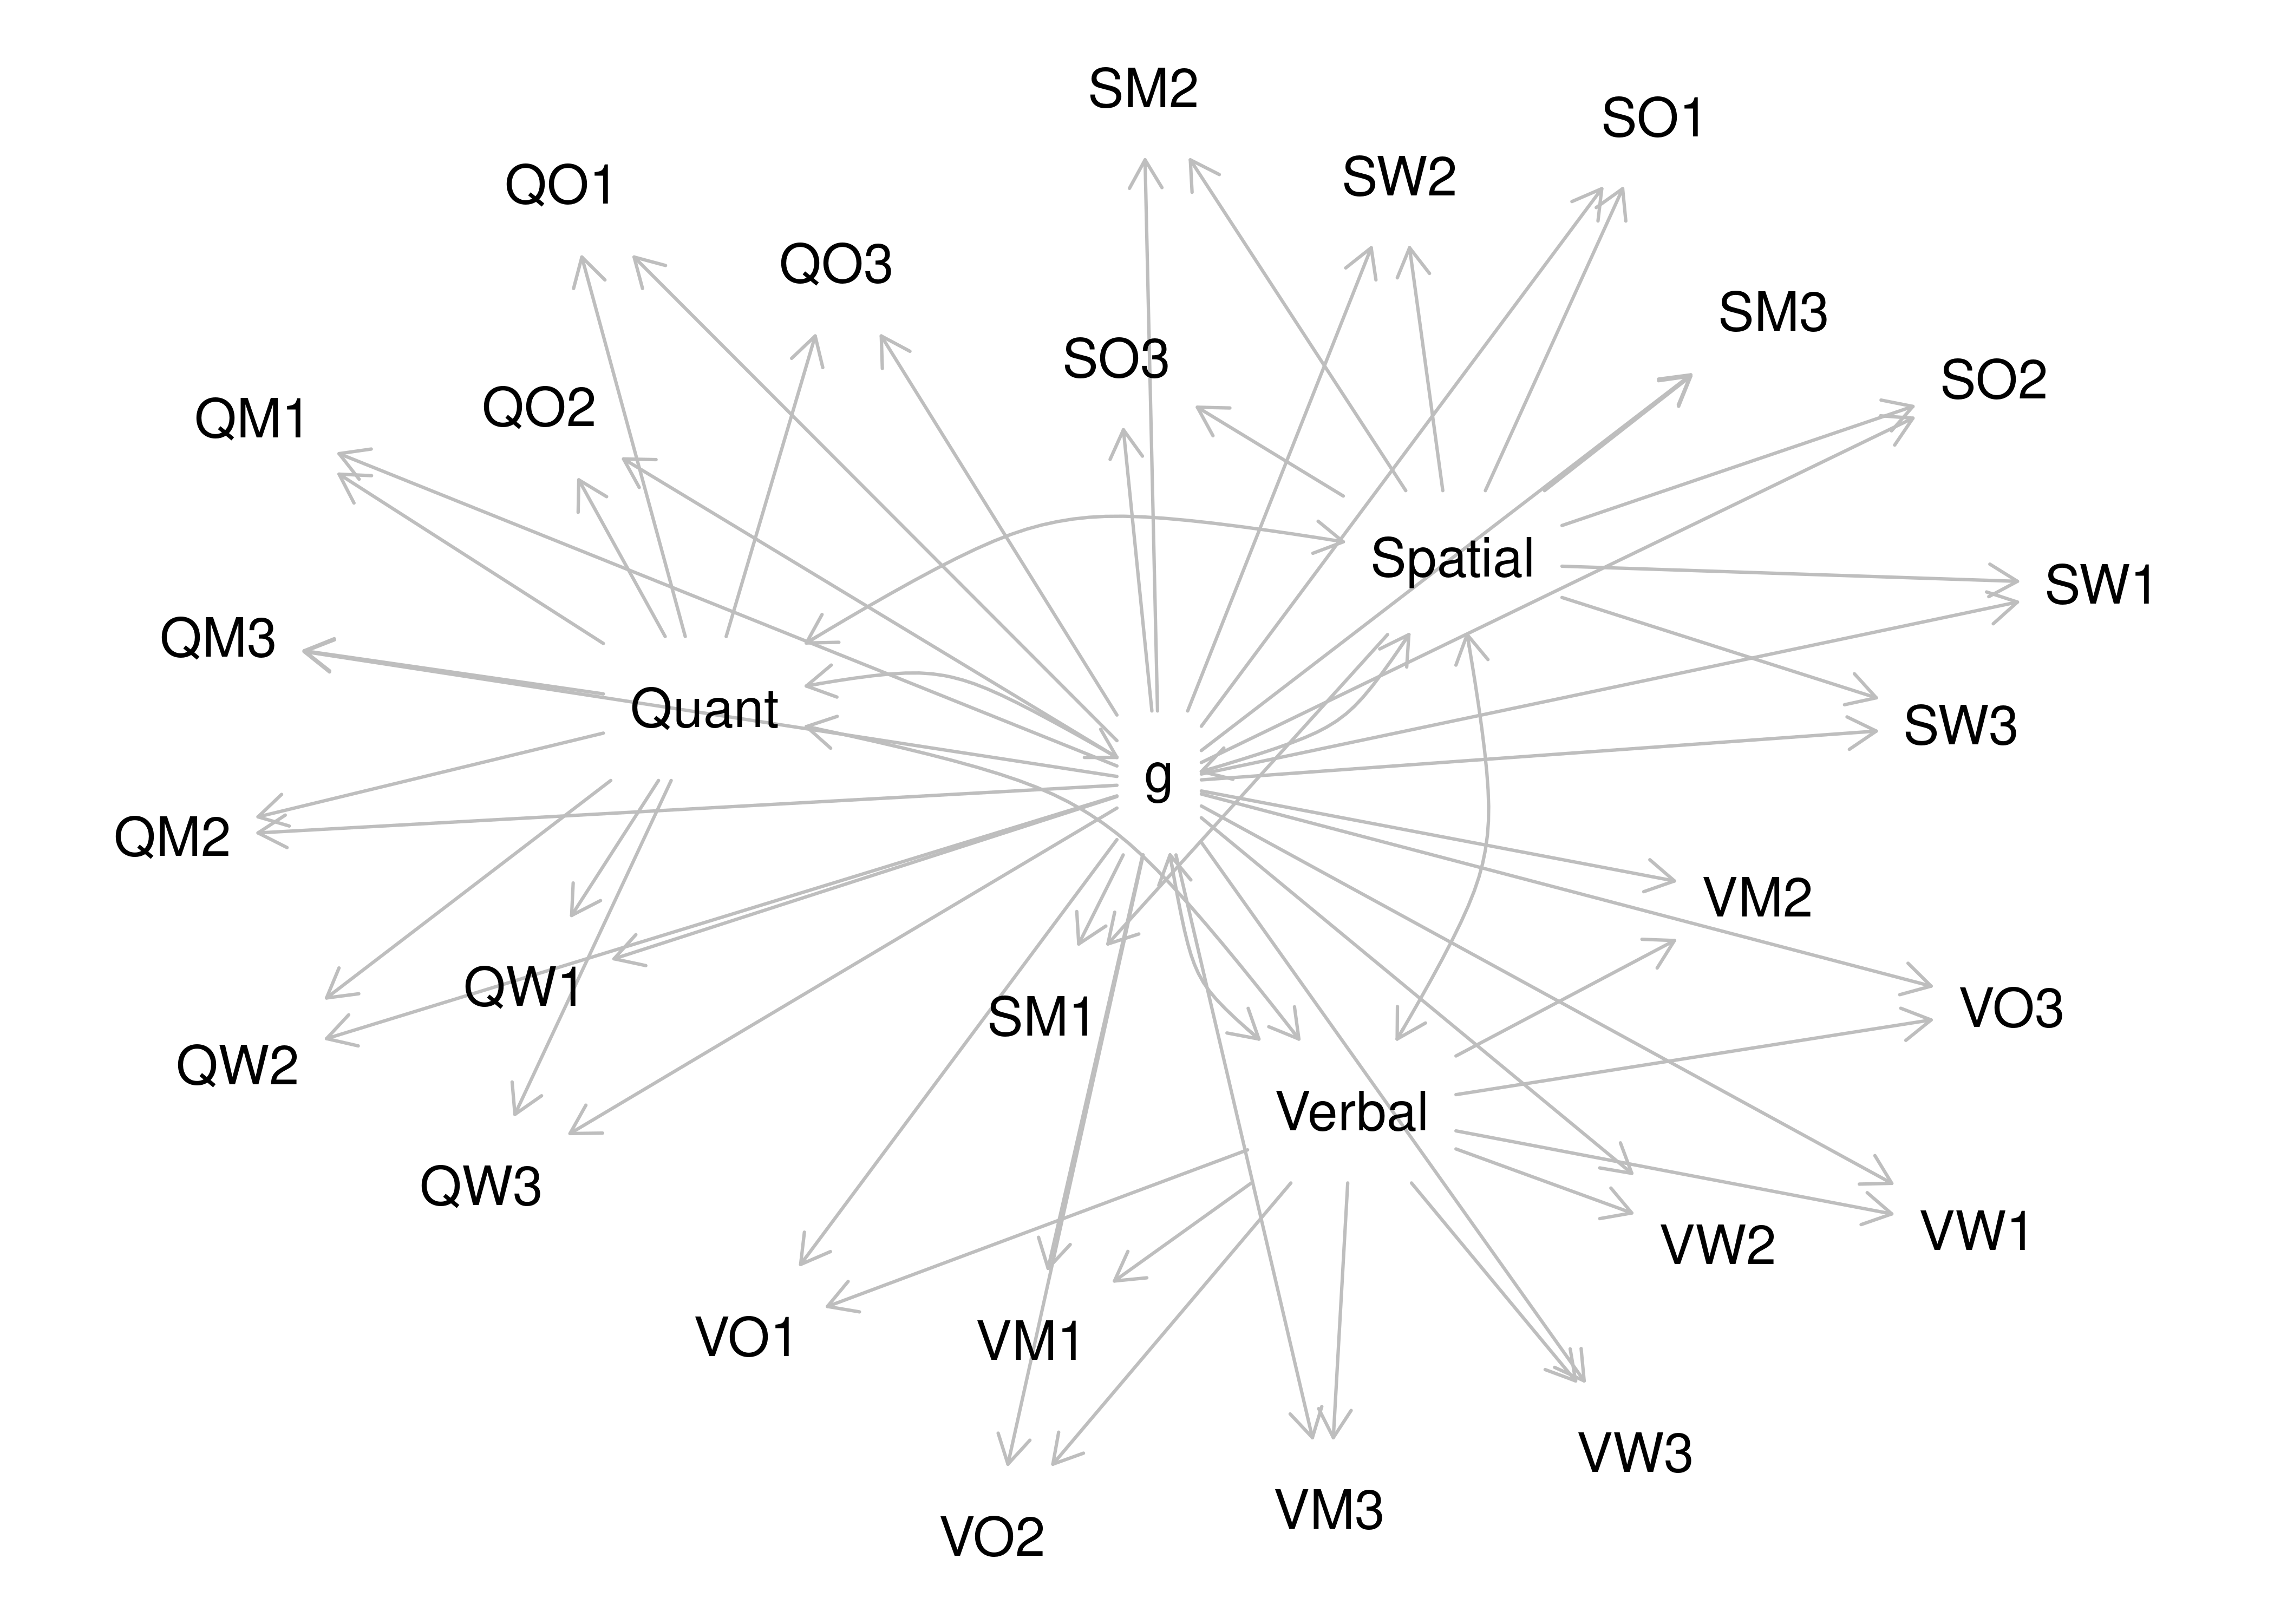 SM2
SO1
SW2
QO1
QO3
SM3
SO3
SO2
QO2
QM1
Spatial
SW1
QM3
Quant
SW3
g
QM2
VM2
QW1
VO3
SM1
QW2
Verbal
QW3
VW1
VW2
VO1
VM1
VW3
VM3
VO2